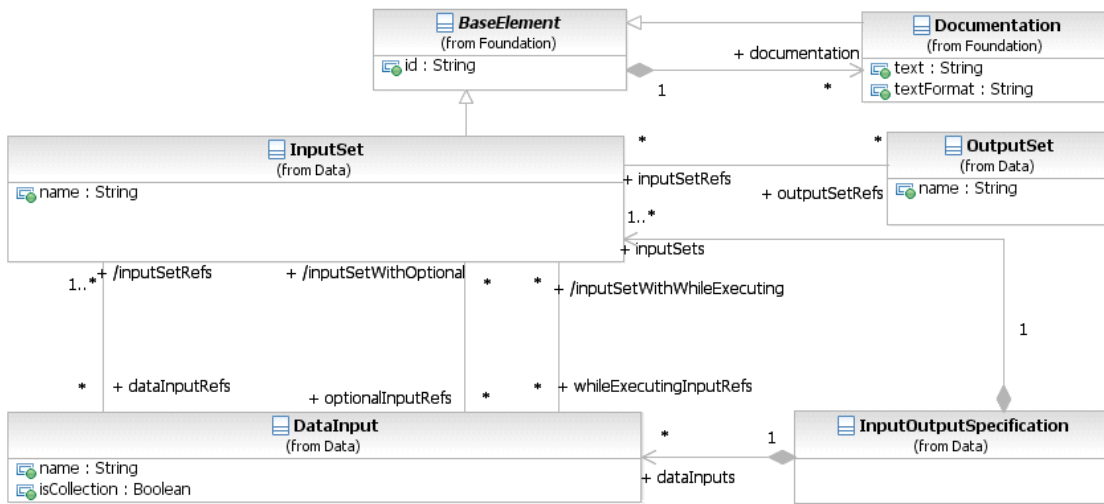 BaseElement
(from Foundation)
id : String
Documentation
(from Foundation)
text : String
textFormat : String
+ documentation
1
*
InputSet
(from Data)
name : String
*
*
+ inputSetRefs
+ outputSetRefs
OutputSet
(from Data)
name : String
1..*
+ inputSets
+ /inputSetRefs
1..*
+ /inputSetWithOptional
*
*
+ /inputSetWithWhileExecuting
1
*
+ dataInputRefs
+ optionalInputRefs
*
*
+ whileExecutingInputRefs
DataInput
(from Data)
name : String
isCollection : Boolean
*
1
+ dataInputs
InputOutputSpecification
(from Data)